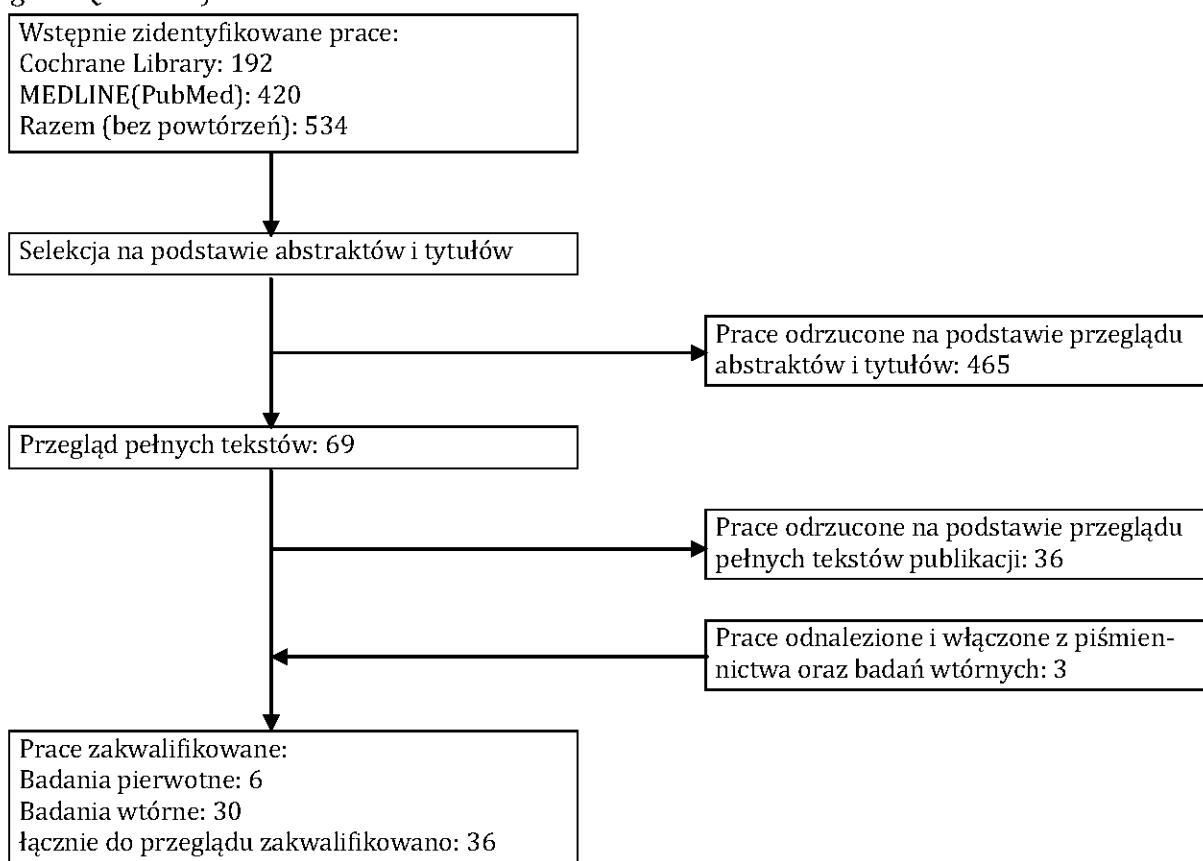 Wstępnie zidentyfikowane prace:
Cochrane Library: 192
MEDLINE(PubMed): 420
Razem (bez powtórzeń): 534
Selekcja na podstawie abstraktów i tytułów
Prace odrzucone na podstawie przeglądu
abstraktów i tytułów: 465
Przegląd pełnych tekstów: 69
Prace odrzucone na podstawie przeglądu
pełnych tekstów publikacji: 36
Prace odnalezione i włączone z piśmien-
nictwa oraz badań wtórnych: 3
Prace zakwalifikowane:
Badania pierwotne: 6
Badania wtórne: 30
łącznie do przeglądu zakwalifikowano: 36